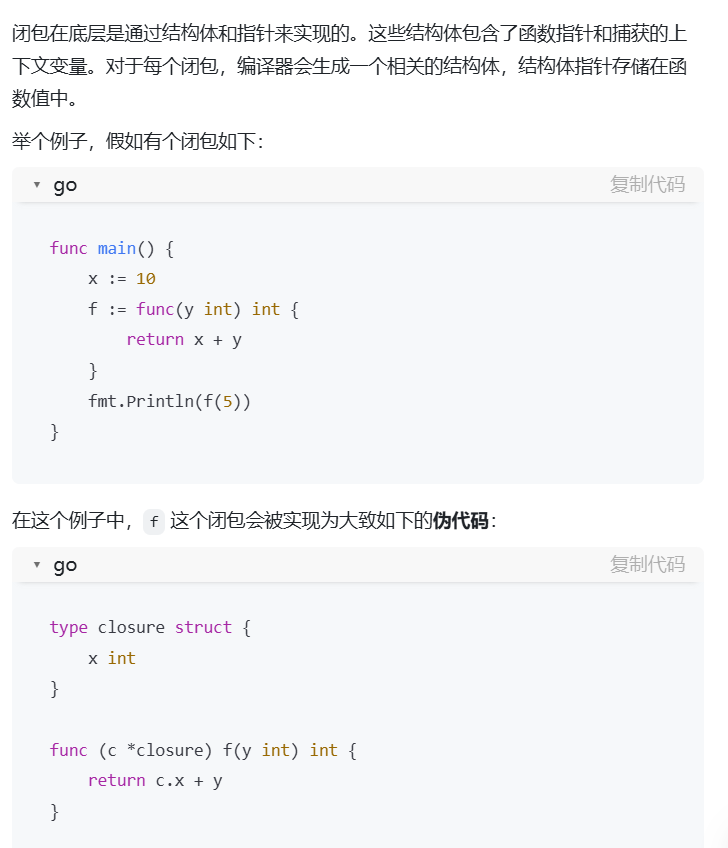 闭包在底层是通过结构体和指针来实现的。这些结构体包含了函数指针和捕获的上
下文变量。对于每个闭包，编译器会生成一个相关的结构体，结构体指针存储在函
数值中。
举个例子，假如有个闭包如下：
go 复制代码
func main() {
    x := 10
    f := func(y int) int {
        return x + y
    }
    fmt.Println(f(5))
}
在这个例子中， f 这个闭包会被实现为大致如下的伪代码：
go 复制代码
type closure struct {
    x int
}
func (c *closure) f(y int) int {
    return c.x + y
}